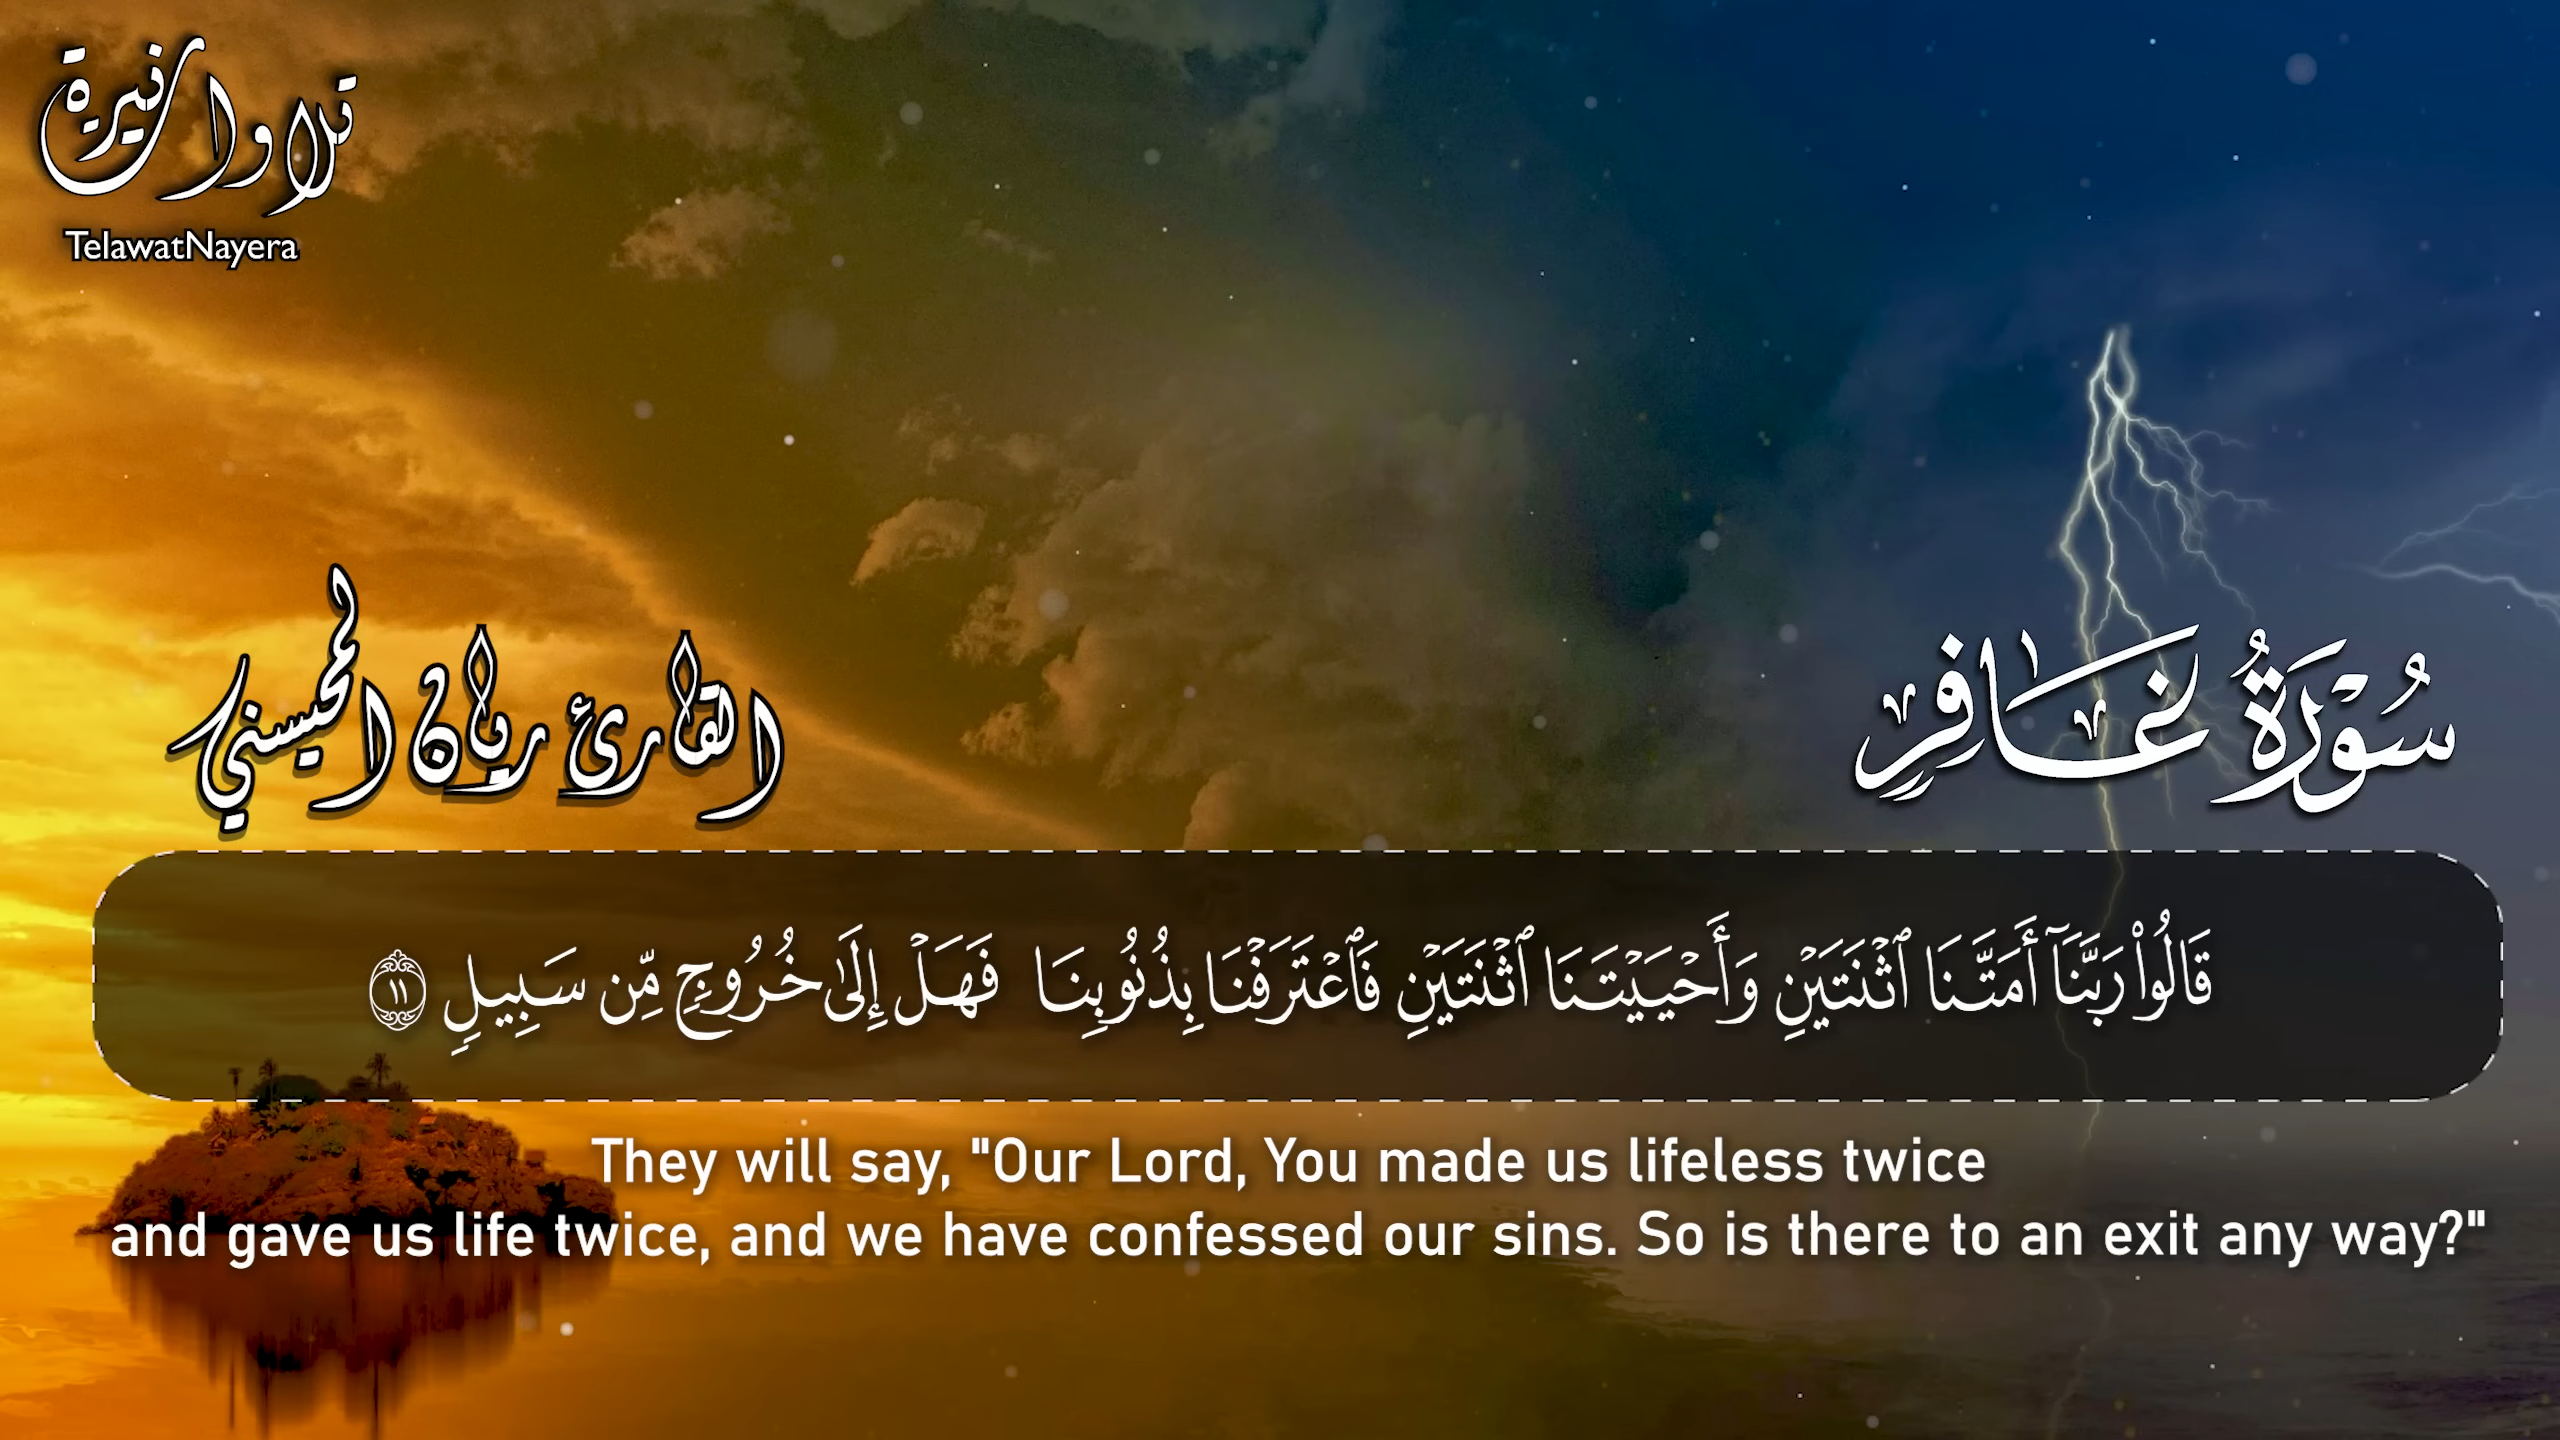 تلاوات نيرة
TelawatNayera
سُورَةُ غَافِرٍ
القارئ ريان المحيسني
قَالُوا۟ رَبَّنَآ أَمَتَّنَا ٱثْنَتَيْنِ وَأَحْيَيْتَنَا ٱثْنَتَيْنِ فَٱعْتَرَفْنَا بِذُنُوبِنَا فَهَلْ إِلَىٰ خُرُوجٍ مِّن سَبِيلٍ ١١
They will say, "Our Lord, You made us lifeless twice
and gave us life twice, and we have confessed our sins. So is there to an exit any way?"